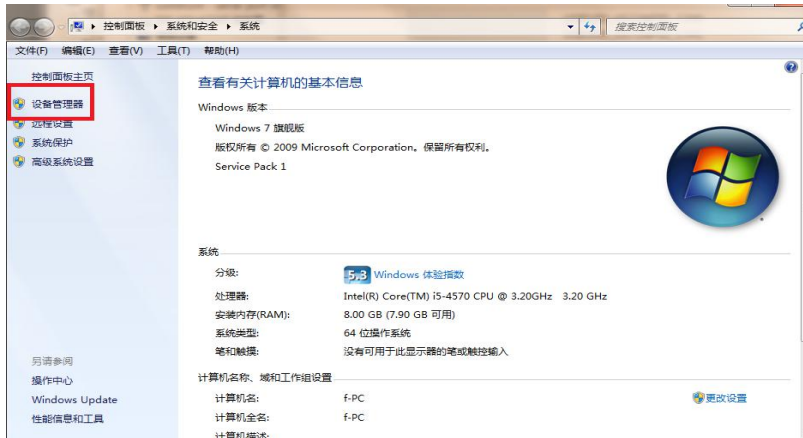 控制面板 ▸ 系统和安全 ▸ 系统
搜索控制面板
文件(F) 编辑(E) 查看(V) 工具(T) 帮助(H)
控制面板主页
设备管理器
远程设置
系统保护
高级系统设置
查看有关计算机的基本信息
Windows 版本
Windows 7 旗舰版
版权所有 © 2009 Microsoft Corporation。保留所有权利。
Service Pack 1
系统
分级: 5.3 Windows 体验指数
处理器: Intel(R) Core(TM) i5-4570 CPU @ 3.20GHz 3.20 GHz
安装内存(RAM): 8.00 GB (7.90 GB 可用)
系统类型: 64 位操作系统
笔和触摸: 没有可用于此显示器的笔或触控输入
计算机名称、域和工作组设置
计算机名: f-PC 更改设置
计算机全名: f-PC
计算机描述:
另请参阅
操作中心
Windows Update
性能信息和工具